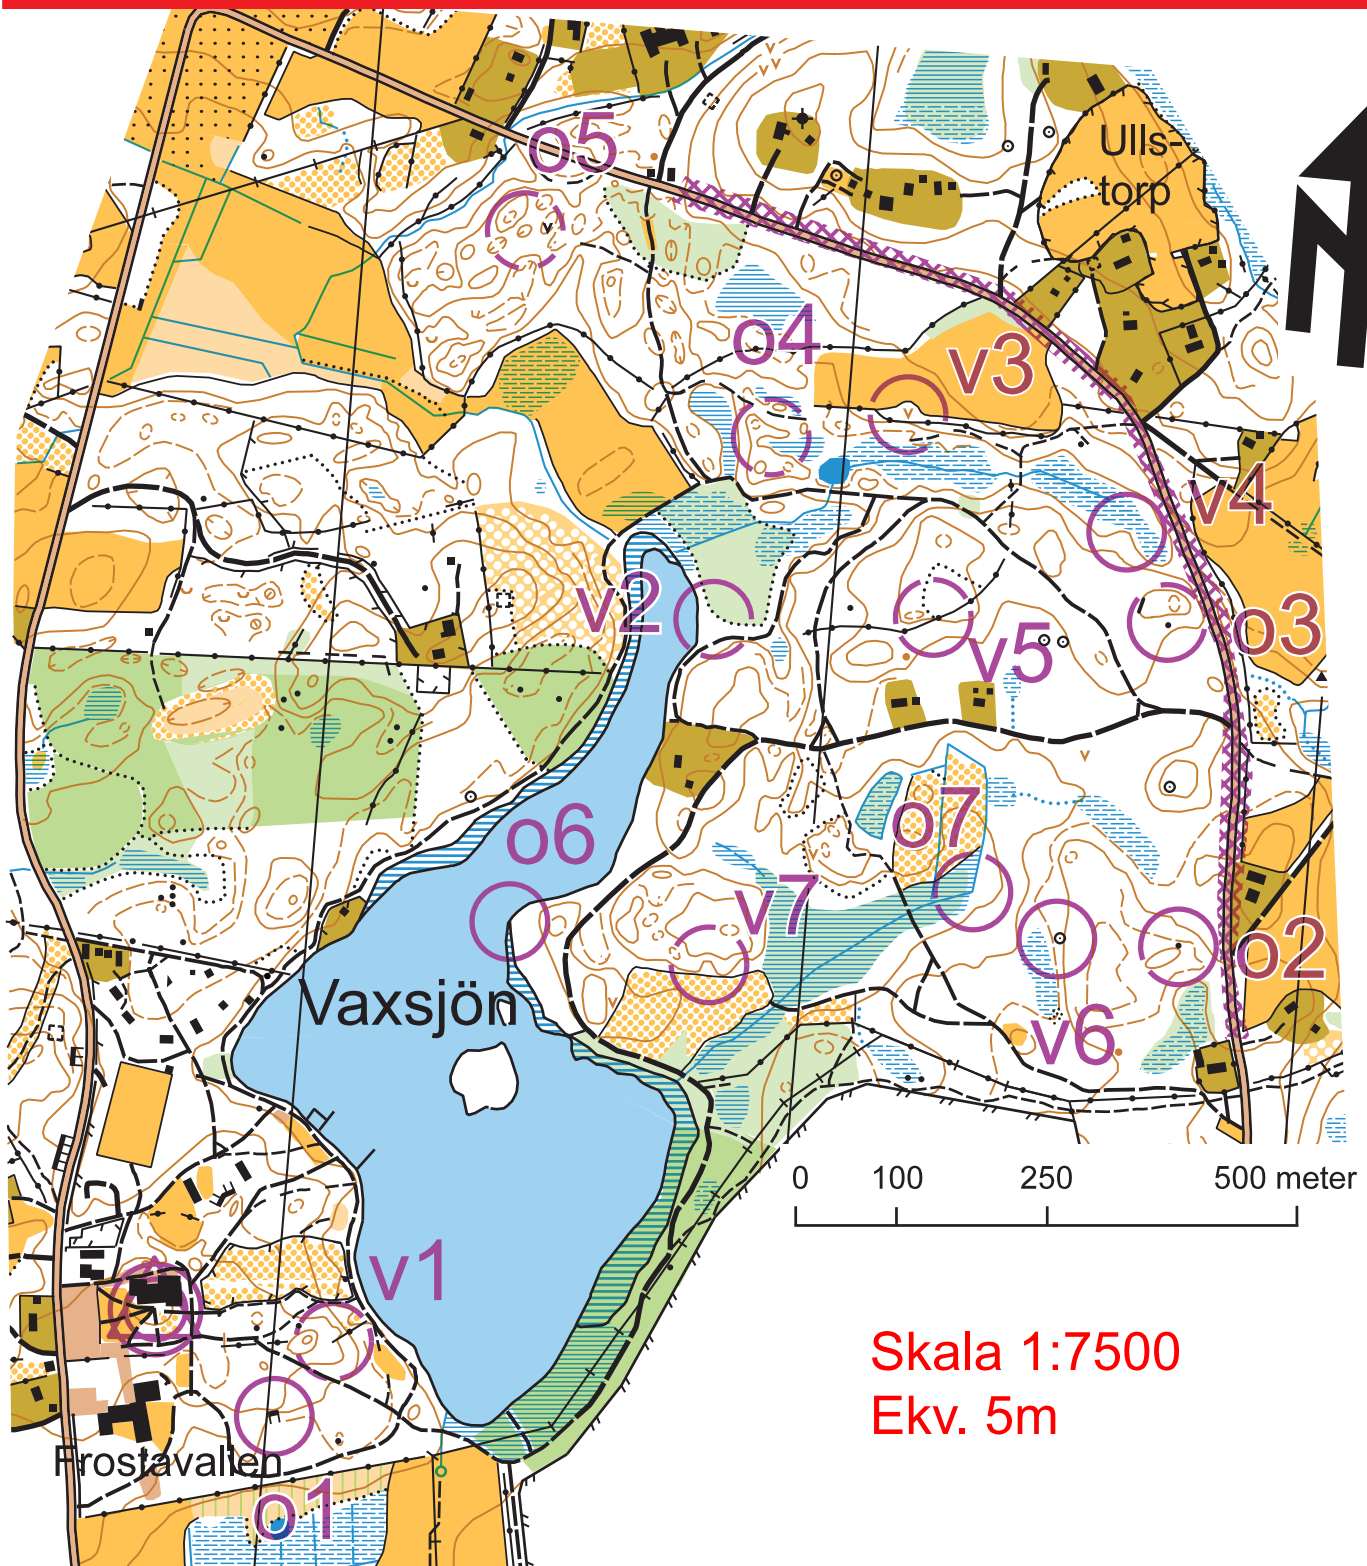 o5
Ulls-
torp
o4
v3
v4
v2
o3
v5
o6
o7
v7
o2
Vaxsjön
v6
E
0 100 250 500 meter
v1
Skala 1:7500
Ekv. 5m
Frostavallen
o1